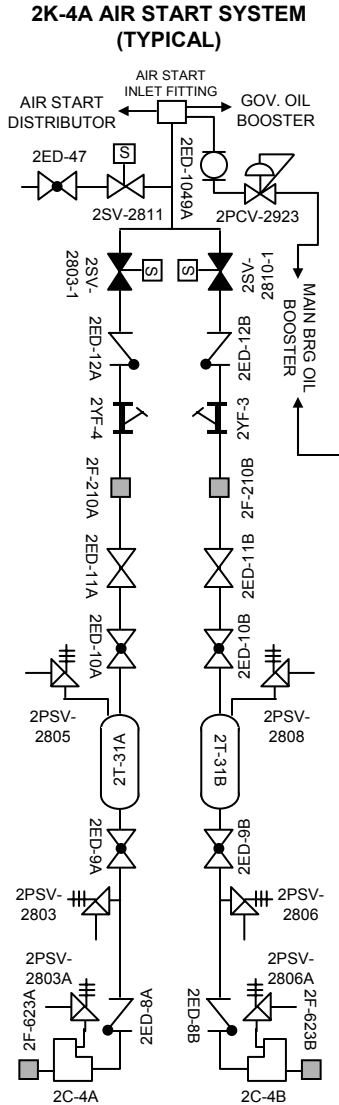 2K-4A AIR START SYSTEM
(TYPICAL)
AIR START
INLET FITTING
AIR START
DISTRIBUTOR
GOV. OIL
BOOSTER
2ED-47
S
2SV-2811
2ED-1049A
2PCV-2923
2SV-
2803-1
S
S
2SV-
2810-1
MAIN BRG OIL
BOOSTER
2ED-12A
2ED-12B
2YF-4
2YF-3
2F-210A
2F-210B
2ED-11A
2ED-11B
2ED-10A
2ED-10B
2PSV-
2805
2PSV-
2808
2T-31A
2T-31B
2ED-9A
2ED-9B
2PSV-
2803
2PSV-
2806
2PSV-
2803A
2PSV-
2806A
2F-623A
2ED-8A
2ED-8B
2F-623B
2C-4A
2C-4B